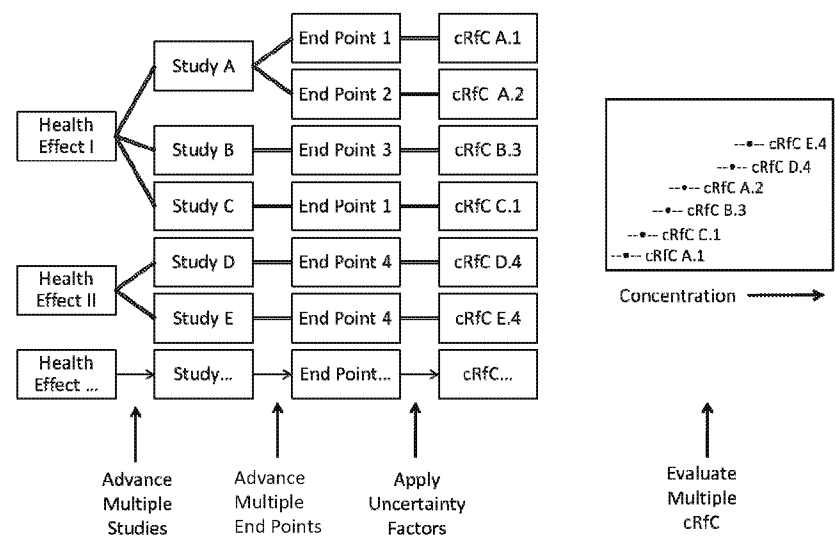 End Point 1
cRfC A.1
Study A
End Point 2
cRfC A.2
Health
Effect I
Study B
End Point 3
cRfC B.3
Study C
End Point 1
cRfC C.1
Study D
End Point 4
cRfC D.4
Health
Effect II
Study E
End Point 4
cRfC E.4
Health
Effect ...
Study...
End Point...
cRfC...
cRfC E.4
cRfC D.4
cRfC A.2
cRfC B.3
cRfC C.1
cRfC A.1
Concentration
Advance
Multiple
Studies
Advance
Multiple
End Points
Apply
Uncertainty
Factors
Evaluate
Multiple
cRfC